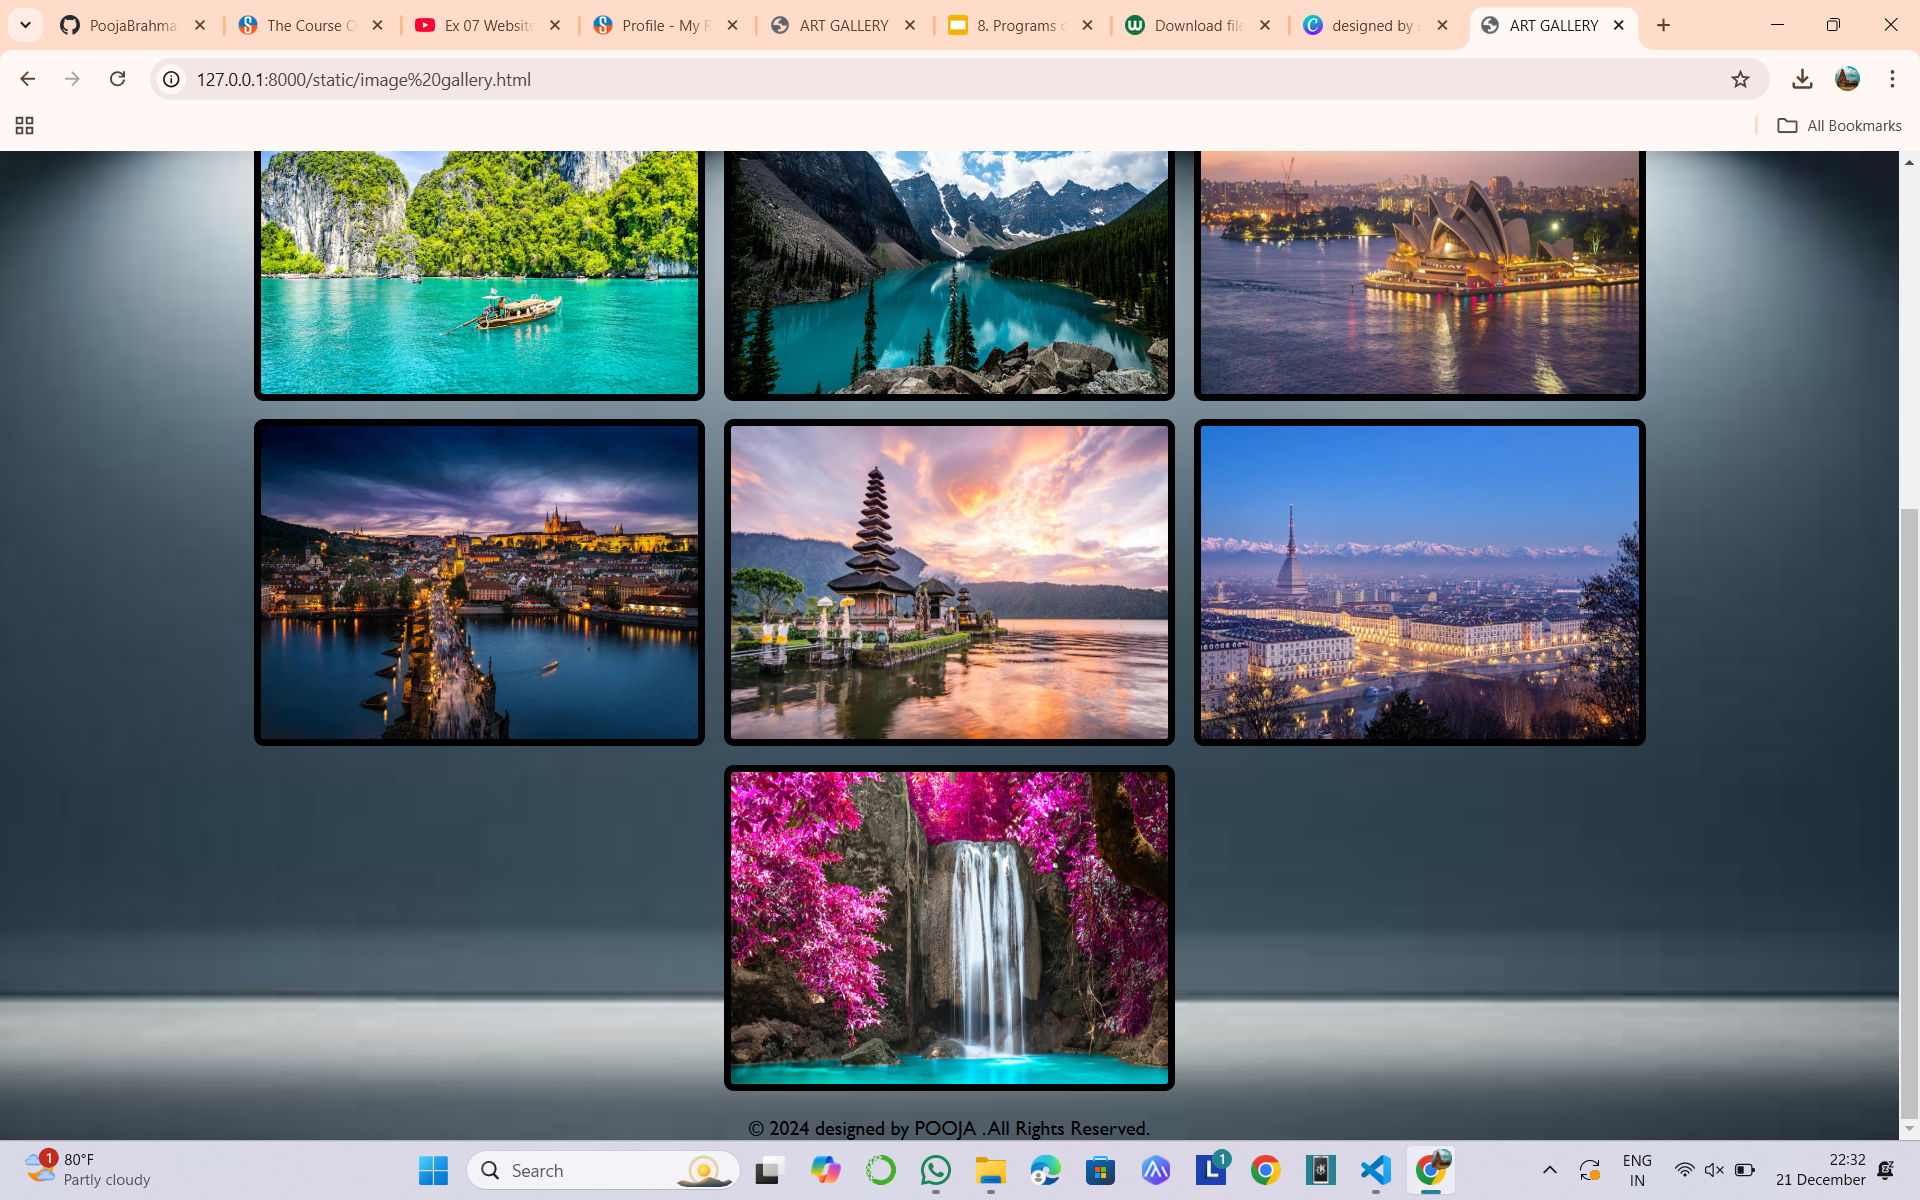 PoojaBrahma
The Course O
Ex 07 Website
Profile - My R
ART GALLERY
8. Programs o
Download file
designed by s
ART GALLERY
127.0.0.1:8000/static/image%20gallery.html
All Bookmarks
© 2024 designed by POOJA .All Rights Reserved.
1
80°F
Partly cloudy
Search
1
ENG
IN
22:32
21 December